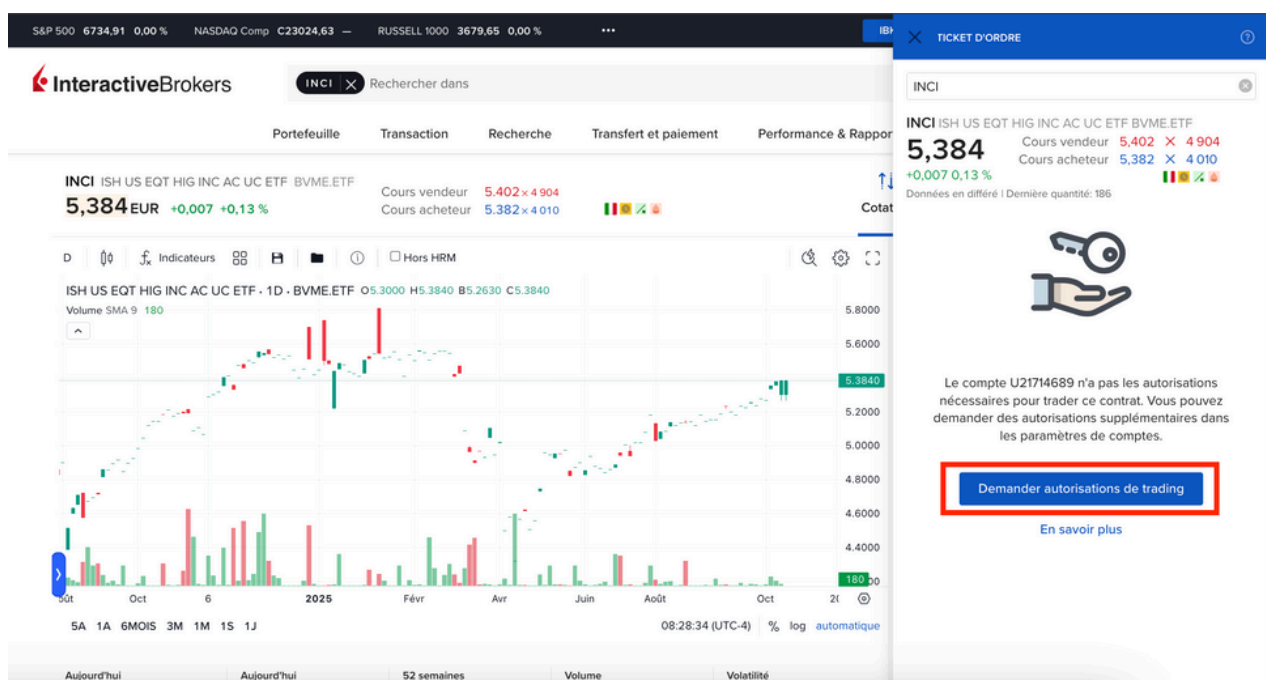 S&P 500 6734,91 0,00 % NASDAQ Comp C23024,63 — RUSSELL 1000 3679,65 0,00 % •••
TICKET D'ORDRE
InteractiveBrokers
INCI Rechercher dans
Portefeuille Transaction Recherche Transfert et paiement Performance & Rappor
INCI ISH US EQT HIG INC AC UC ETF BVME.ETF
5,384 EUR +0,007 +0,13 %
Cours vendeur 5.402 × 4 904
Cours acheteur 5.382 × 4 010
Cotat
D fx Indicateurs Hors HRM
ISH US EQT HIG INC AC UC ETF · 1D · BVME.ETF O5.3000 H5.3840 B5.2630 C5.3840
Volume SMA 9 180
5.8000
5.6000
5.3840
5.2000
5.0000
4.8000
4.6000
4.4000
180
Oct 6 2025 Févr Avr Juin Août Oct
5A 1A 6MOIS 3M 1M 1S 1J
08:28:34 (UTC-4) % log automatique
Aujourd'hui Aujourd'hui 52 semaines Volume Volatilité
INCI
INCI ISH US EQT HIG INC AC UC ETF BVME.ETF
5,384
Cours vendeur 5,402 × 4 904
Cours acheteur 5,382 × 4 010
+0,007 0,13 %
Données en différé | Dernière quantité: 186
Le compte U21714689 n'a pas les autorisations
nécessaires pour trader ce contrat. Vous pouvez
demander des autorisations supplémentaires dans
les paramètres de comptes.
Demander autorisations de trading
En savoir plus